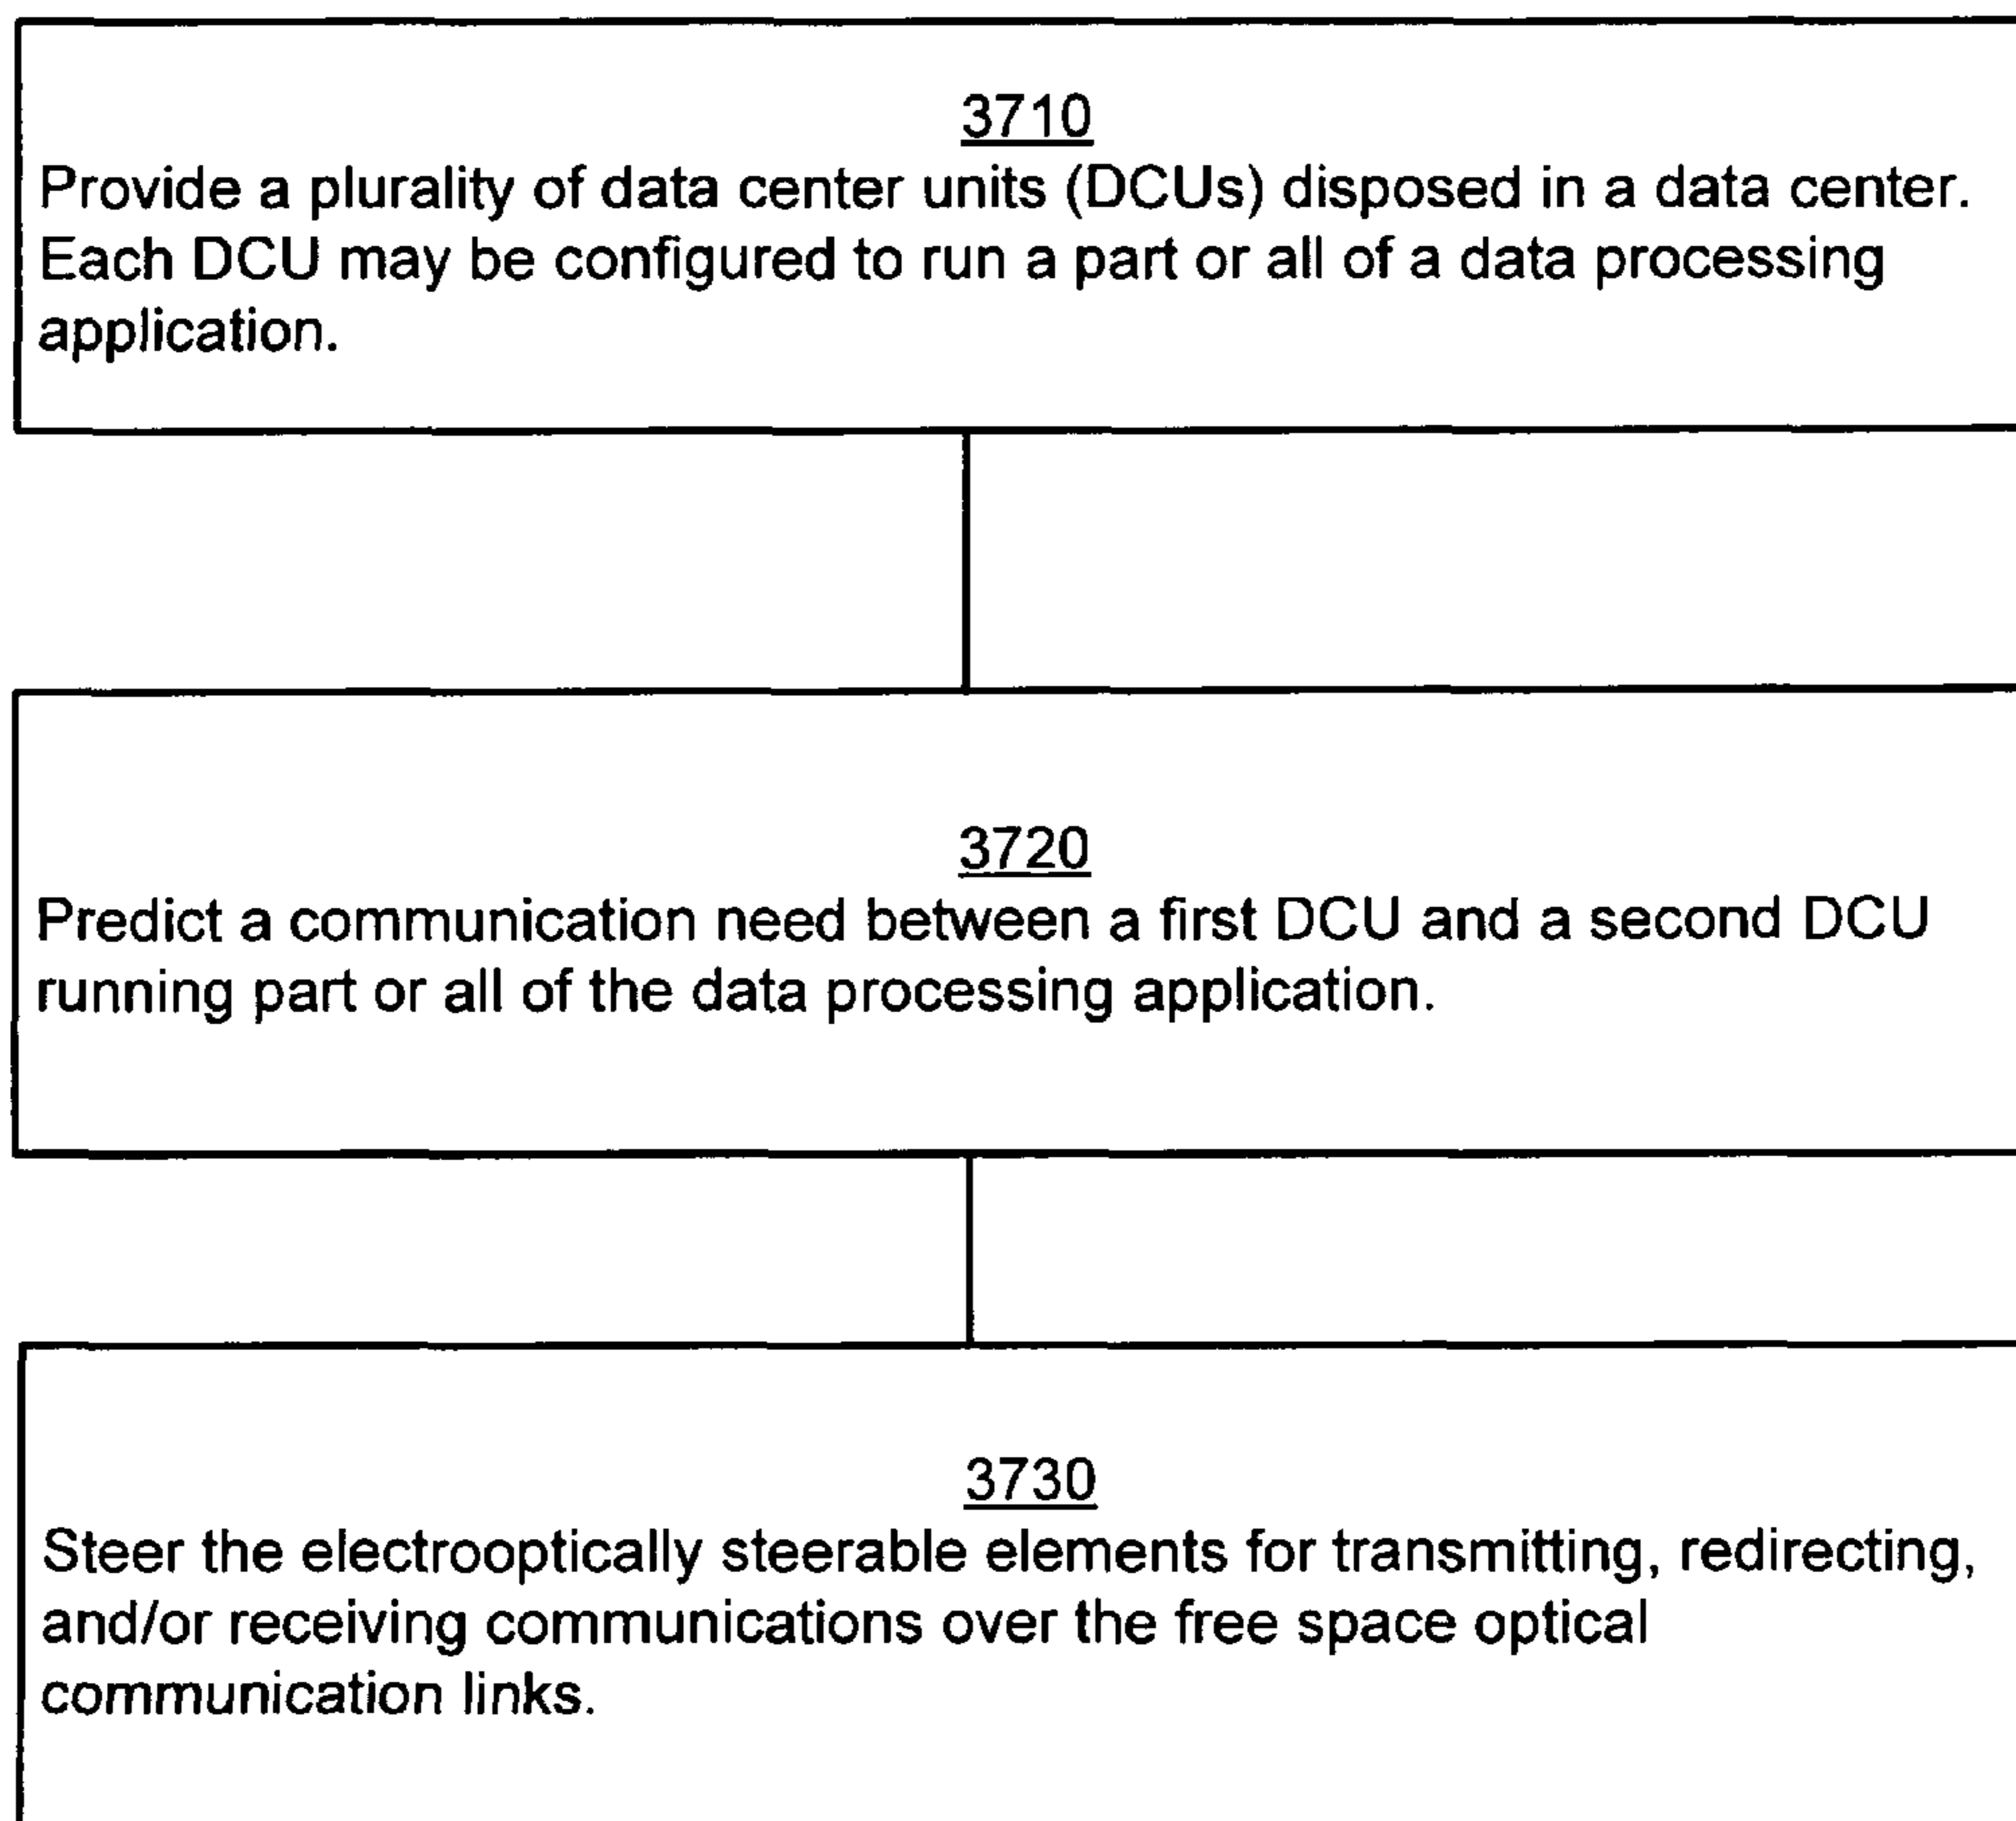 3710
Provide a plurality of data center units (DCUs) disposed in a data center.
Each DCU may be configured to run a part or all of a data processing
application.
3720
Predict a communication need between a first DCU and a second DCU
running part or all of the data processing application.
3730
Steer the electrooptically steerable elements for transmitting, redirecting,
and/or receiving communications over the free space optical
communication links.